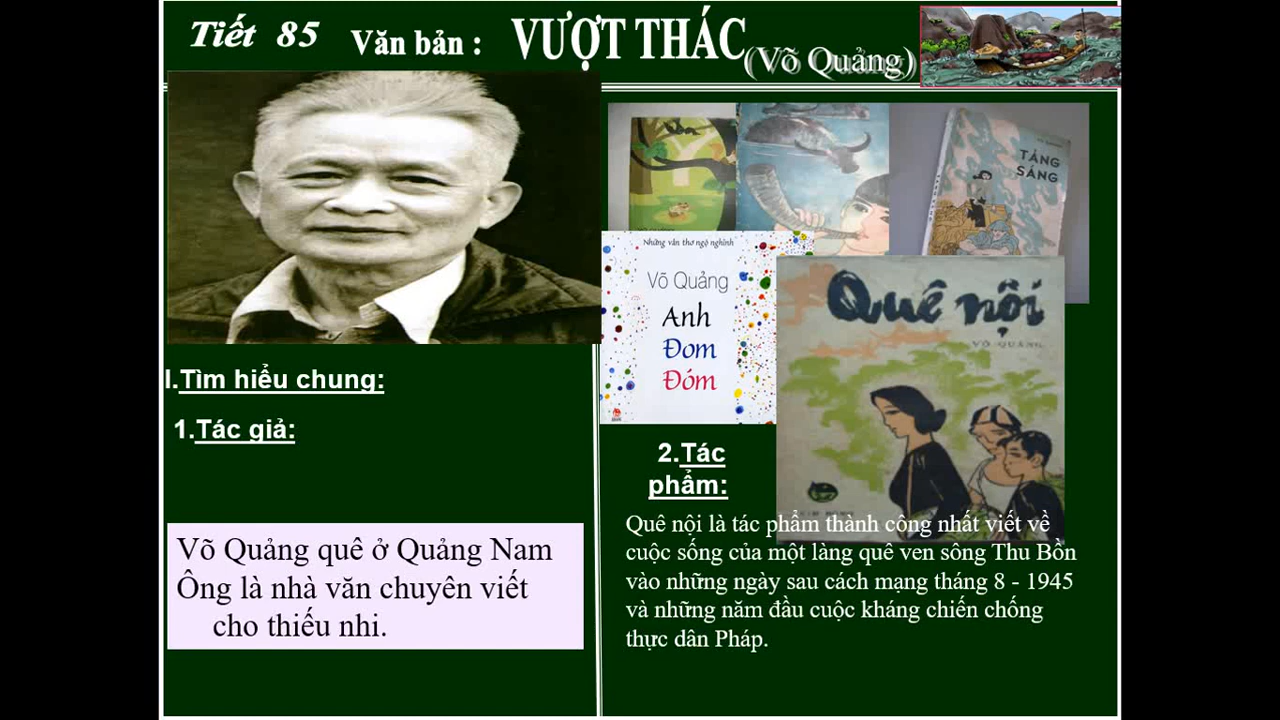 Tiết 85 Văn bản : VƯỢT THÁC (Võ Quảng)
I.Tìm hiểu chung:
1.Tác giả:
Võ Quảng quê ở Quảng Nam
Ông là nhà văn chuyên viết
cho thiếu nhi.
TẢNG
SÁNG
Những vần thơ ngộ nghĩnh
Võ Quảng
Anh
Đom
Đóm
Quê nội
VÕ QUẢNG
2.Tác
phẩm:
Quê nội là tác phẩm thành công nhất viết về
cuộc sống của một làng quê ven sông Thu Bồn
vào những ngày sau cách mạng tháng 8 - 1945
và những năm đầu cuộc kháng chiến chống
thực dân Pháp.